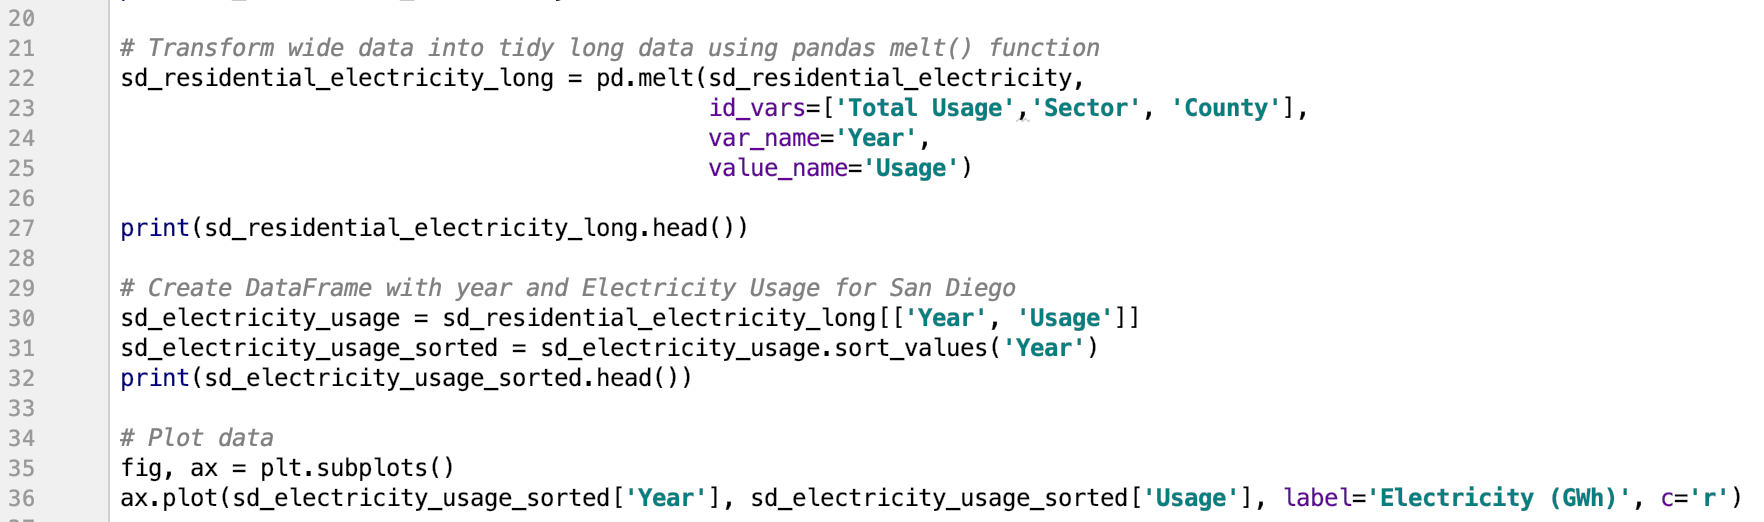 20
21 # Transform wide data into tidy long data using pandas melt() function
22 sd_residential_electricity_long = pd.melt(sd_residential_electricity,
23 id_vars=['Total Usage','Sector', 'County'],
24 var_name='Year',
25 value_name='Usage')
26
27 print(sd_residential_electricity_long.head())
28
29 # Create DataFrame with year and Electricity Usage for San Diego
30 sd_electricity_usage = sd_residential_electricity_long[['Year', 'Usage']]
31 sd_electricity_usage_sorted = sd_electricity_usage.sort_values('Year')
32 print(sd_electricity_usage_sorted.head())
33
34 # Plot data
35 fig, ax = plt.subplots()
36 ax.plot(sd_electricity_usage_sorted['Year'], sd_electricity_usage_sorted['Usage'], label='Electricity (GWh)', c='r')